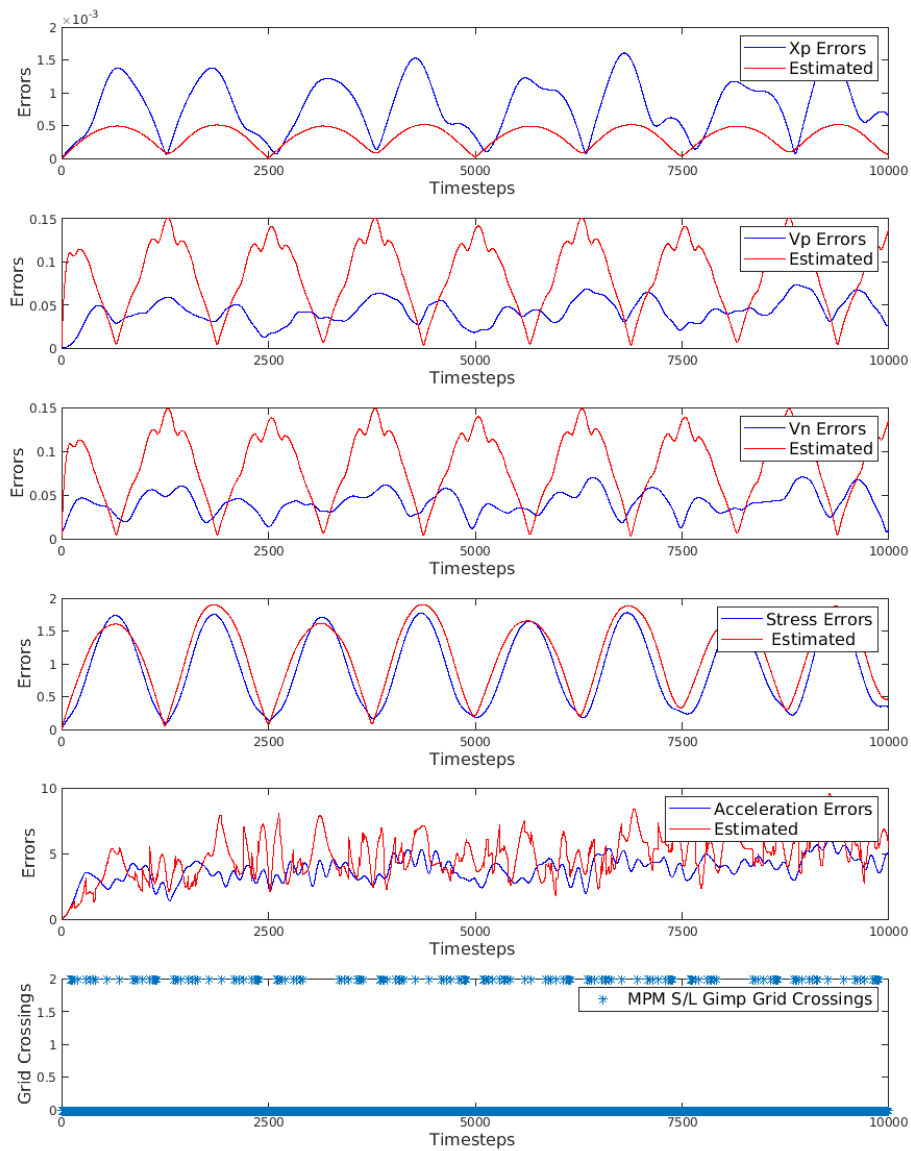 ×10⁻³
2
1.5
1
0.5
0
Errors
Xp Errors
Estimated
0 2500 5000 7500 10000
Timesteps
0.15
0.1
0.05
0
Errors
Vp Errors
Estimated
0 2500 5000 7500 10000
Timesteps
0.15
0.1
0.05
0
Errors
Vn Errors
Estimated
0 2500 5000 7500 10000
Timesteps
2
1.5
1
0.5
0
Errors
Stress Errors
Estimated
0 2500 5000 7500 10000
Timesteps
10
5
0
Errors
Acceleration Errors
Estimated
0 2500 5000 7500 10000
Timesteps
2
1.5
1
0.5
0
Grid Crossings
MPM S/L Gimp Grid Crossings
0 2500 5000 7500 10000
Timesteps